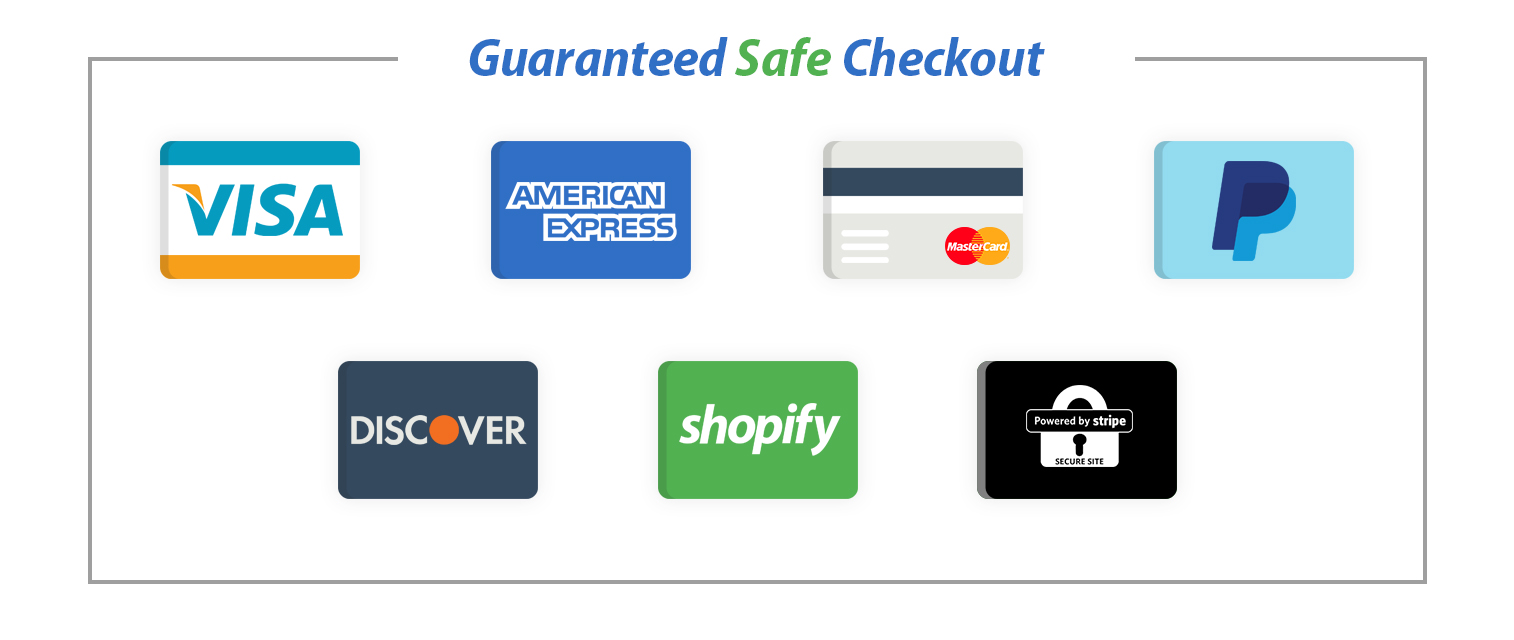 Guaranteed Safe Checkout
VISA
AMERICAN
EXPRESS
MasterCard
DISCOVER
shopify
Powered by stripe
SECURE SITE